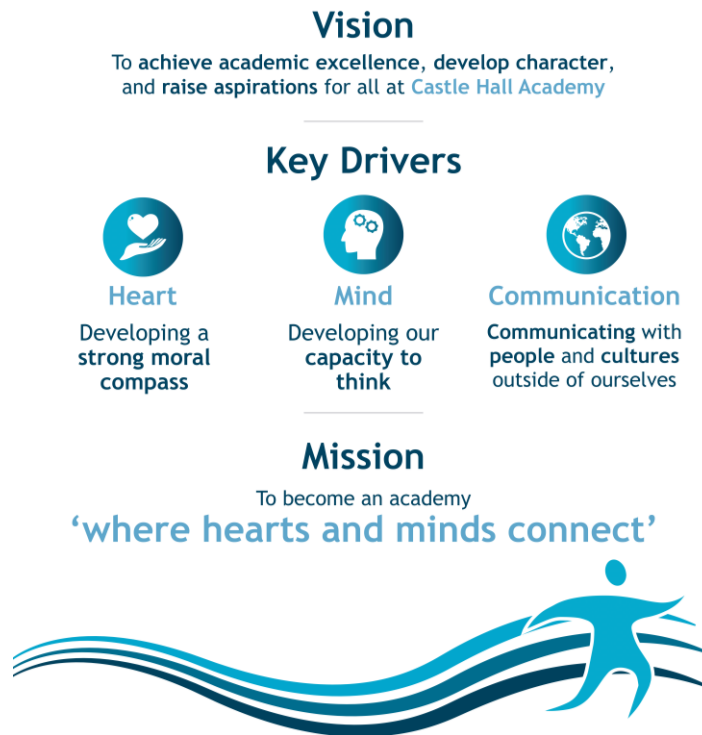 Vision
To achieve academic excellence, develop character,
and raise aspirations for all at Castle Hall Academy
Key Drivers
Heart
Developing a
strong moral
compass
Mind
Developing our
capacity to
think
Communication
Communicating with
people and cultures
outside of ourselves
Mission
To become an academy
‘where hearts and minds connect’